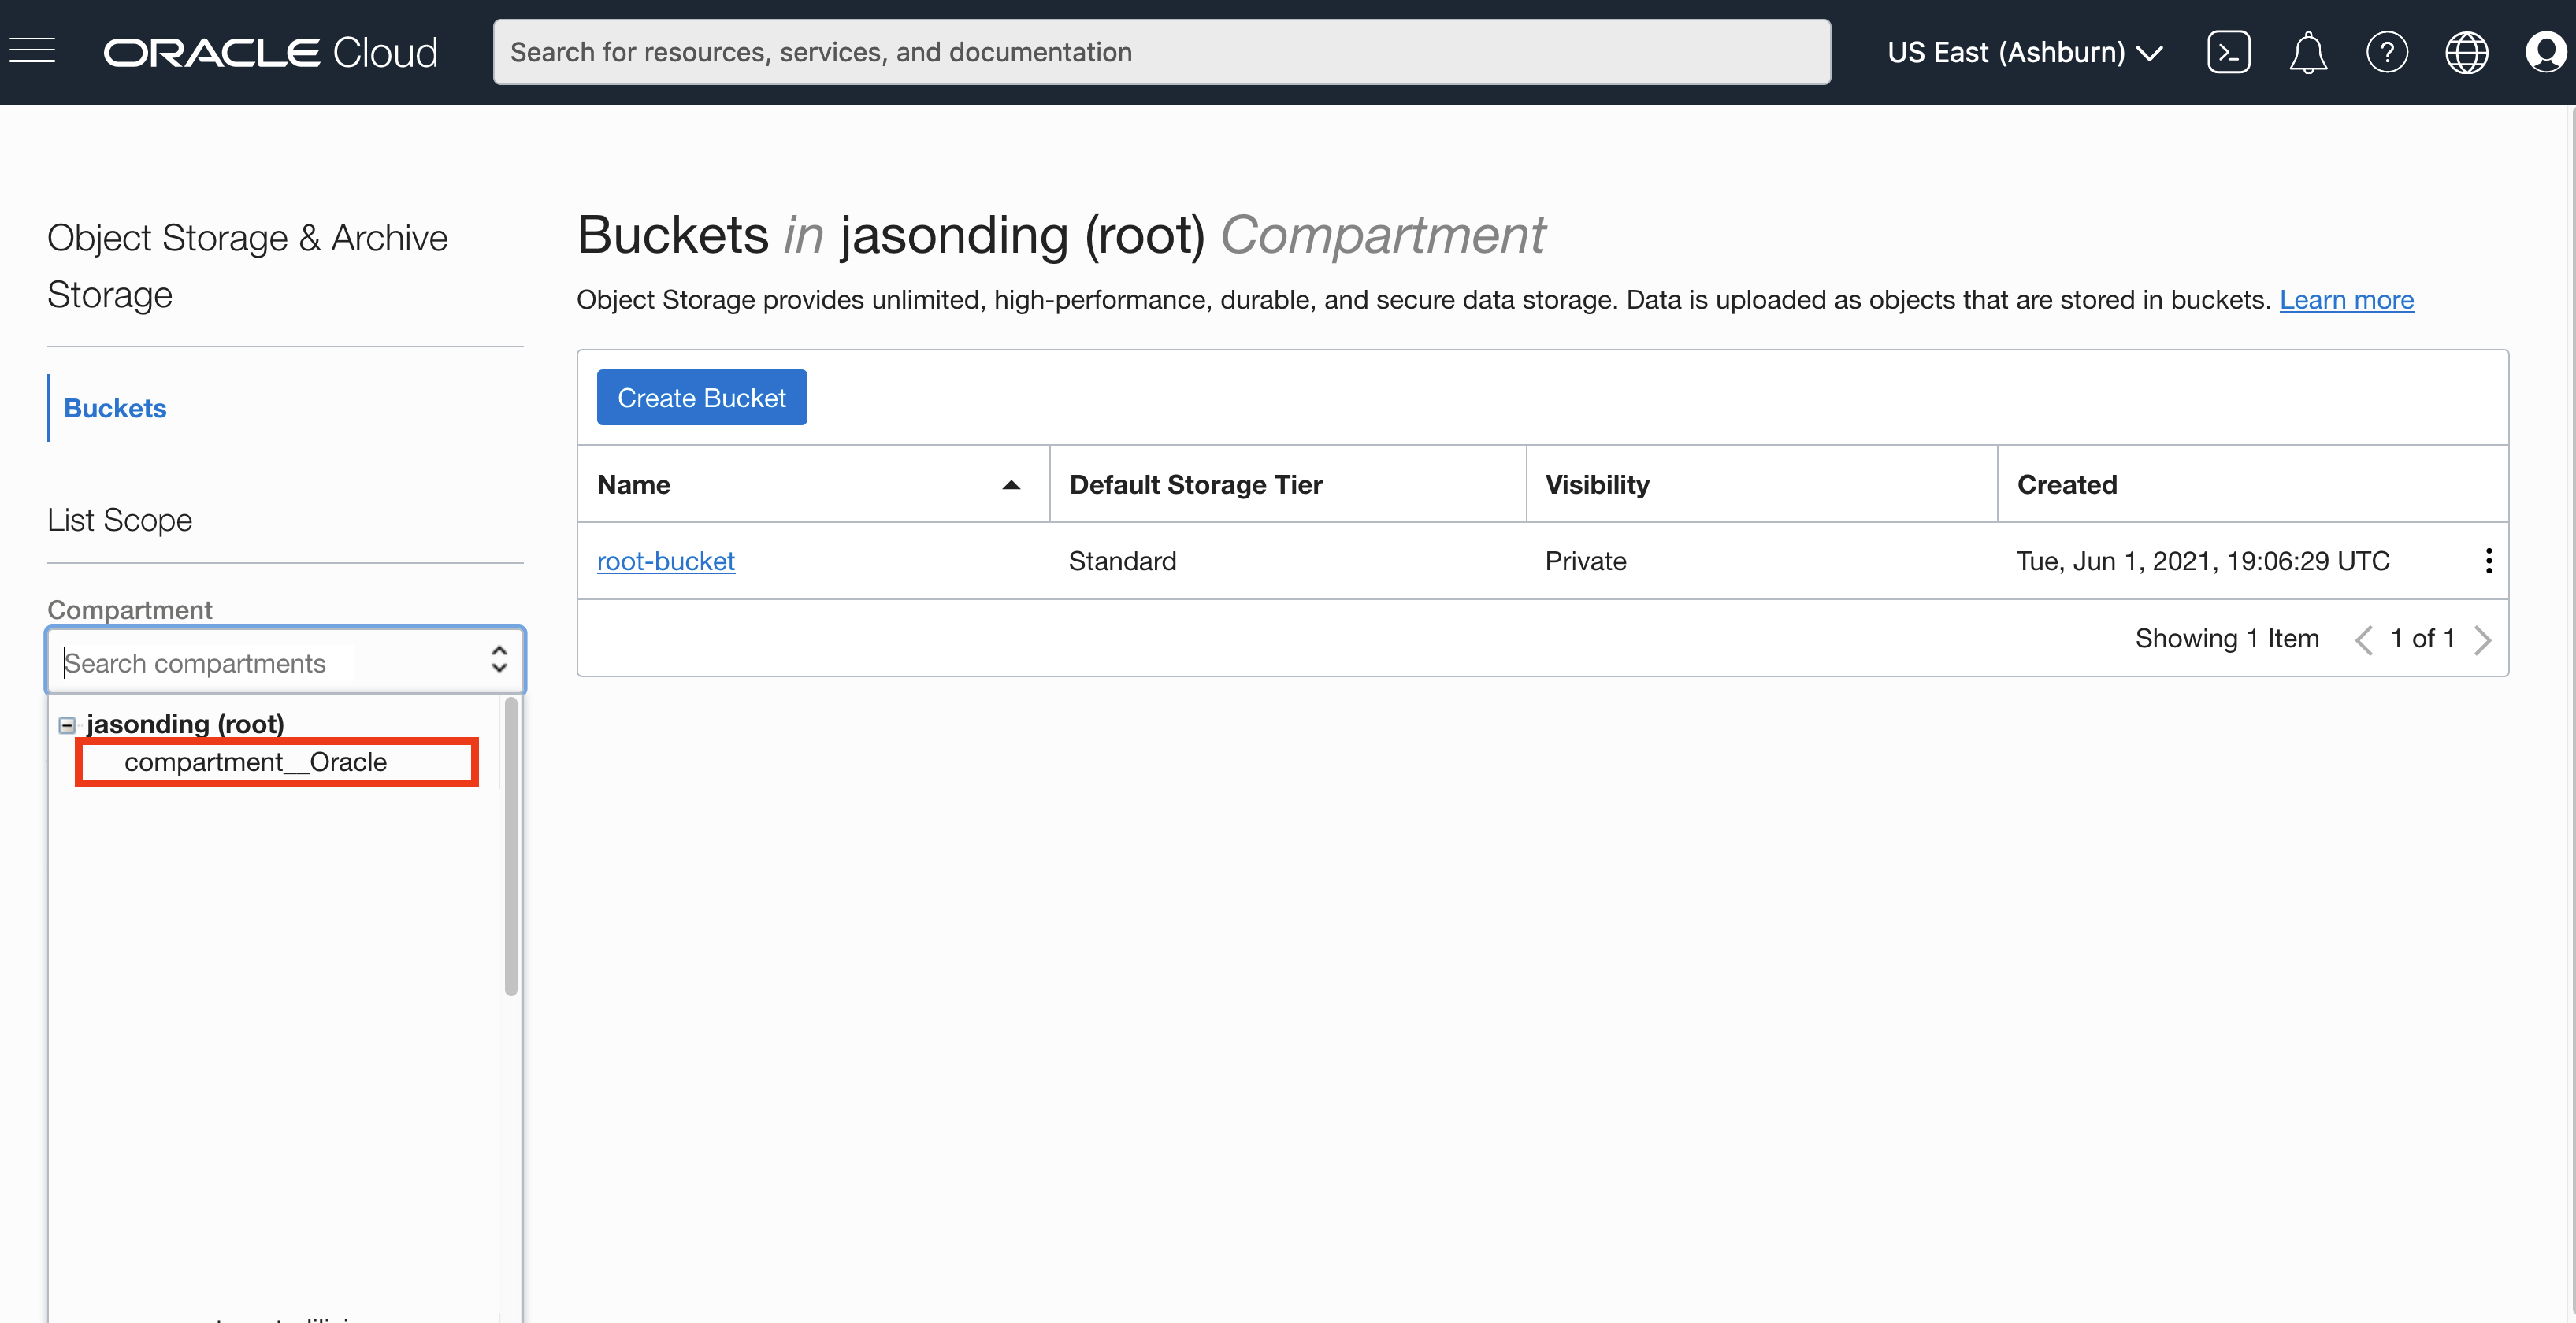 ORACLE Cloud
Search for resources, services, and documentation
US East (Ashburn)
Object Storage & Archive
Storage
Buckets
List Scope
Compartment
Search compartments
jasonding (root)
compartment__Oracle
Buckets in jasonding (root) Compartment
Object Storage provides unlimited, high-performance, durable, and secure data storage. Data is uploaded as objects that are stored in buckets. Learn more
Create Bucket
Name Default Storage Tier Visibility Created
root-bucket Standard Private Tue, Jun 1, 2021, 19:06:29 UTC
Showing 1 Item 1 of 1